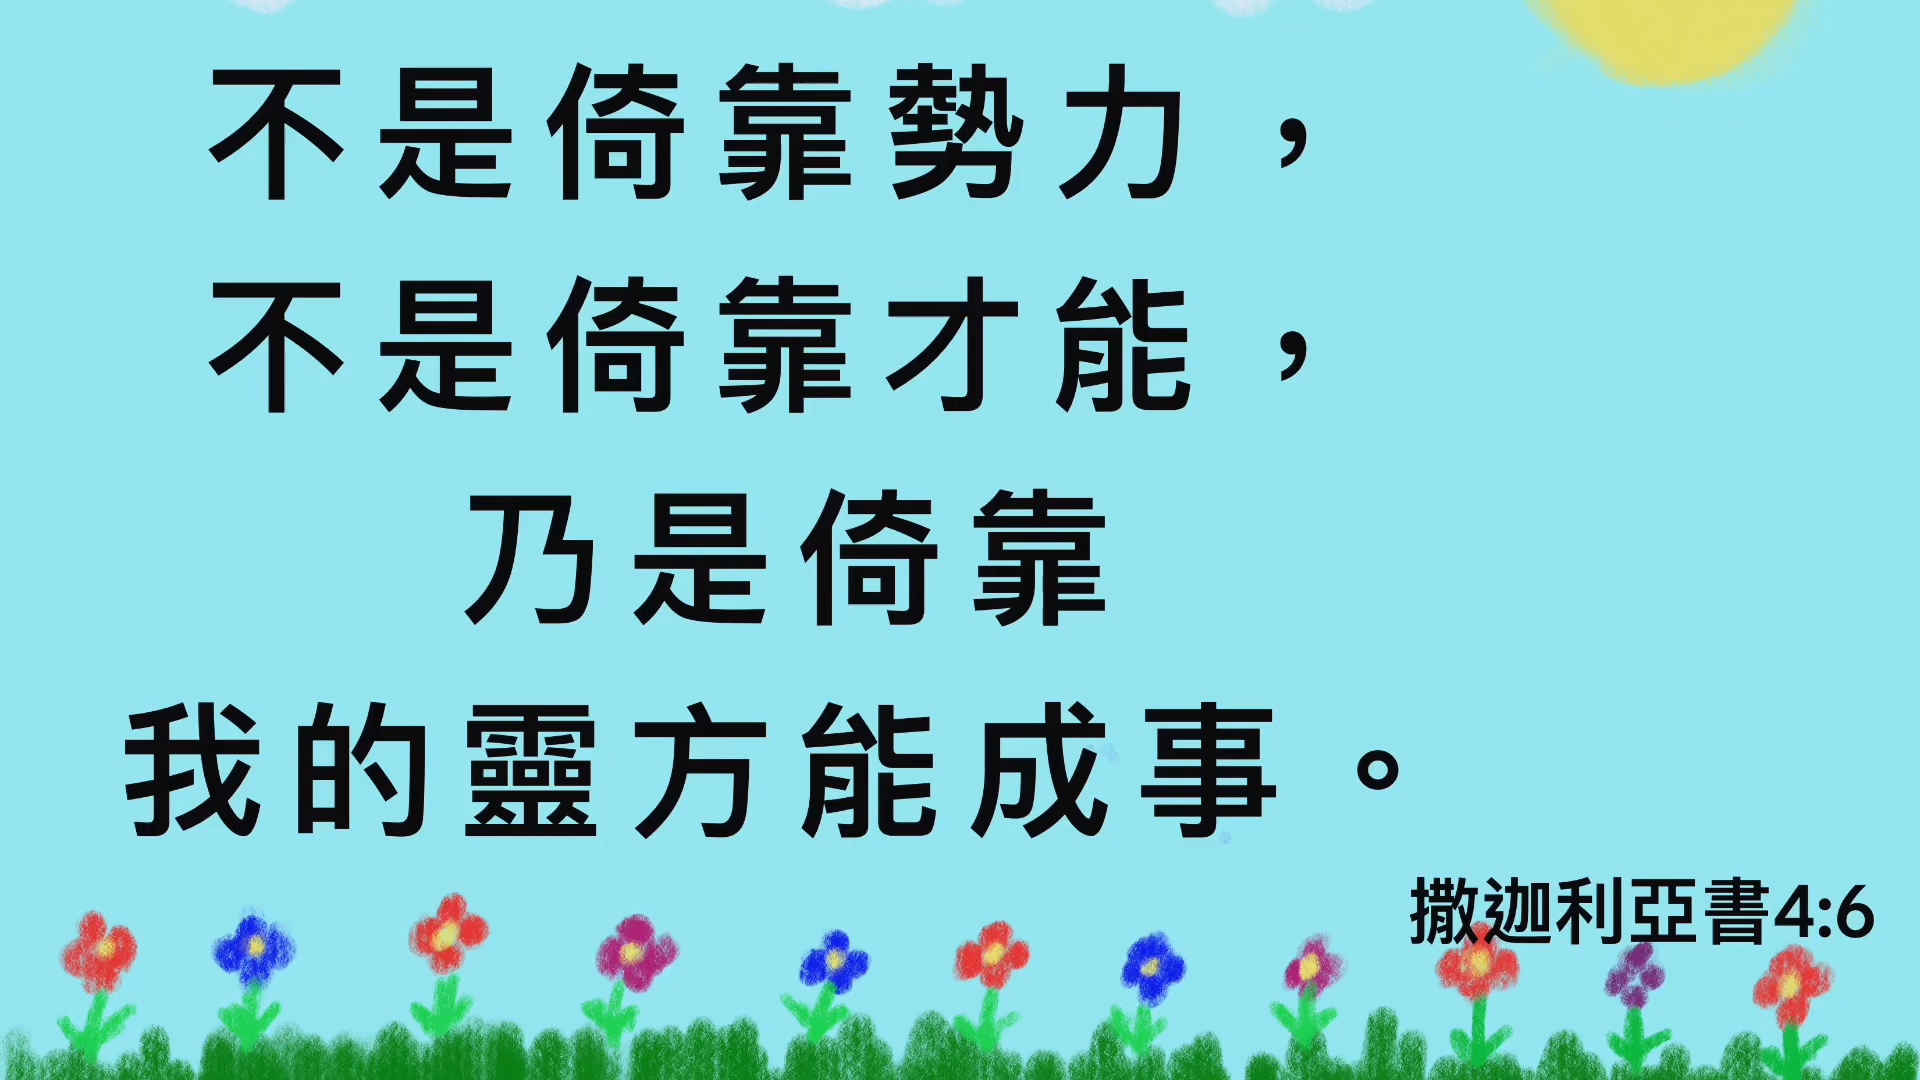 不是倚靠勢力，
不是倚靠才能，
乃是倚靠
我的靈方能成事。
撒迦利亞書4:6